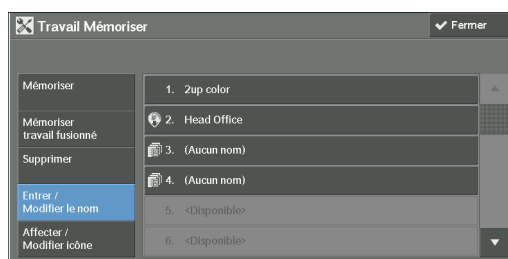 Travail Mémoriser
Fermer
Mémoriser
Mémoriser
travail fusionné
Supprimer
Entrer /
Modifier le nom
Affecter /
Modifier icône
1. 2up color
2. Head Office
3. (Aucun nom)
4. (Aucun nom)
5. <Disponible>
6. <Disponible>